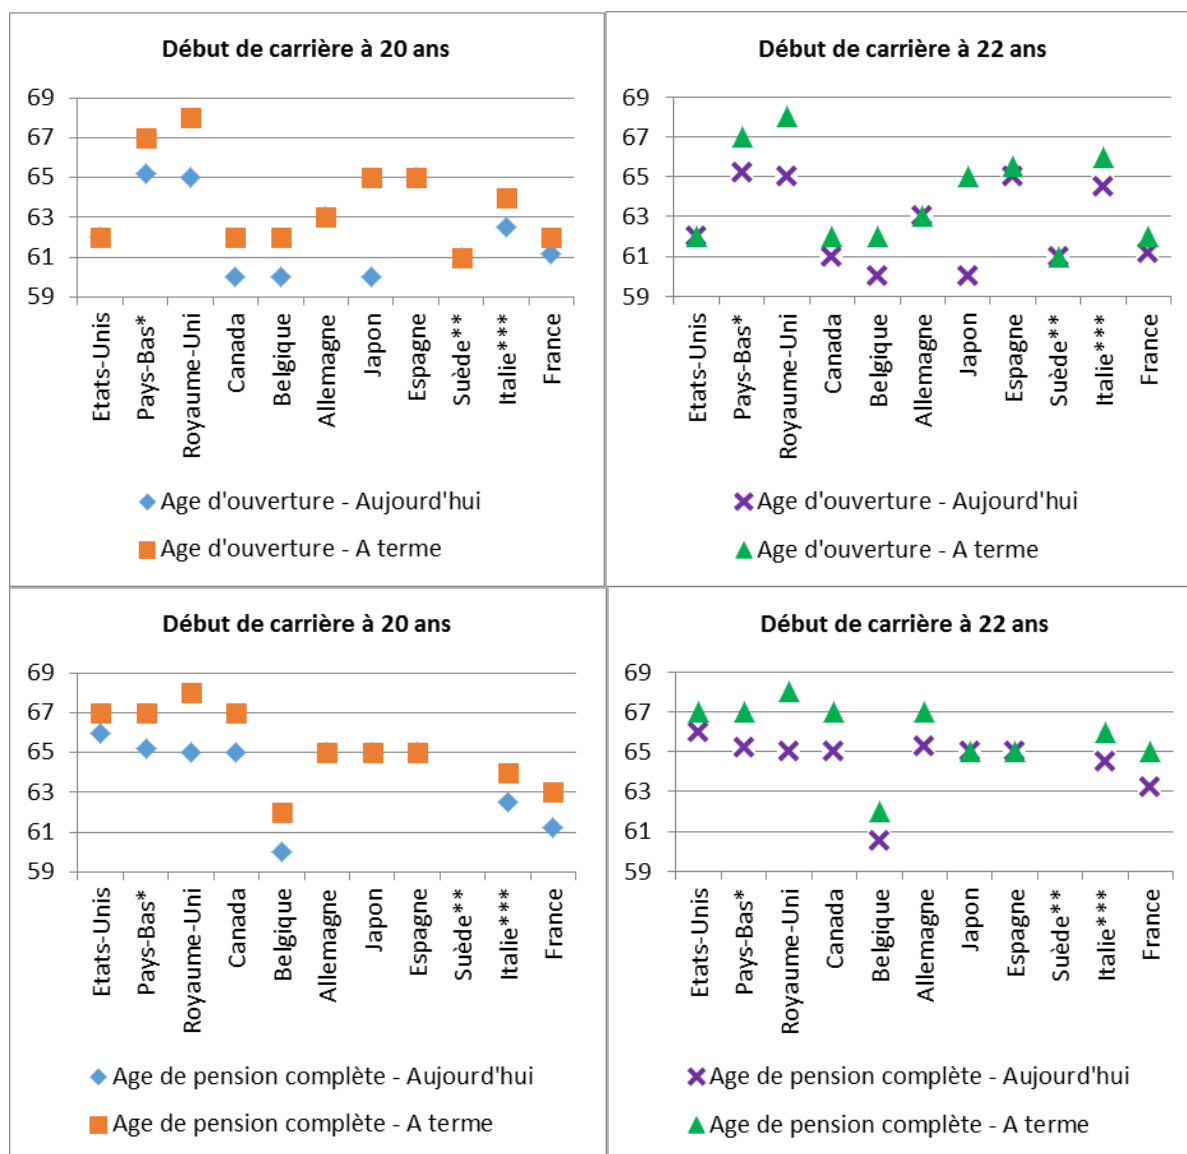 Début de carrière à 20 ans
69
67
65
63
61
59
Etats-Unis
Pays-Bas*
Royaume-Uni
Canada
Belgique
Allemagne
Japon
Espagne
Suède**
Italie***
France
Age d'ouverture - Aujourd'hui
Age d'ouverture - A terme
Début de carrière à 22 ans
69
67
65
63
61
59
Etats-Unis
Pays-Bas*
Royaume-Uni
Canada
Belgique
Allemagne
Japon
Espagne
Suède**
Italie***
France
Age d'ouverture - Aujourd'hui
Age d'ouverture - A terme
Début de carrière à 20 ans
69
67
65
63
61
59
Etats-Unis
Pays-Bas*
Royaume-Uni
Canada
Belgique
Allemagne
Japon
Espagne
Suède**
Italie***
France
Age de pension complète - Aujourd'hui
Age de pension complète - A terme
Début de carrière à 22 ans
69
67
65
63
61
59
Etats-Unis
Pays-Bas*
Royaume-Uni
Canada
Belgique
Allemagne
Japon
Espagne
Suède**
Italie***
France
Age de pension complète - Aujourd'hui
Age de pension complète - A terme